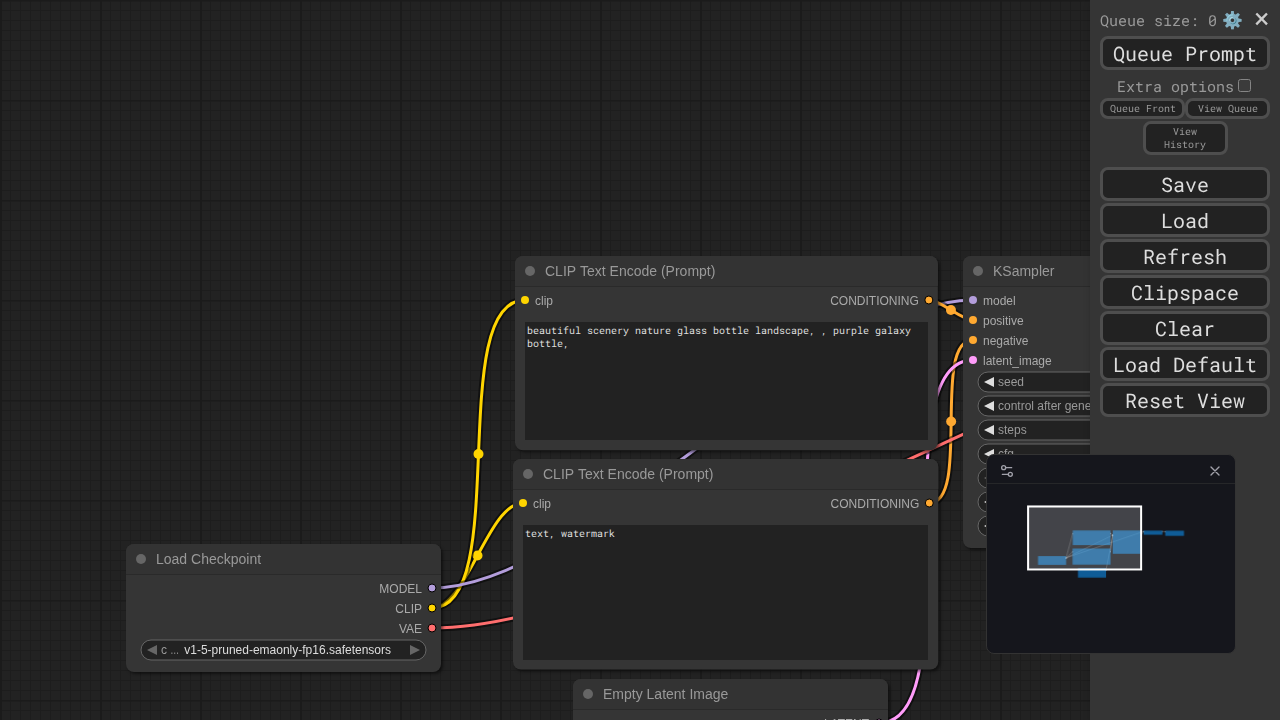 Queue size: 0
Queue Prompt
Extra options
Queue Front
View Queue
View
History
Save
Load
Refresh
Clipspace
Clear
Load Default
Reset View
CLIP Text Encode (Prompt)
clip
CONDITIONING
beautiful scenery nature glass bottle landscape, , purple galaxy
bottle,
KSampler
model
positive
negative
latent_image
seed
control after gene
steps
cfg
CLIP Text Encode (Prompt)
clip
CONDITIONING
text, watermark
Load Checkpoint
MODEL
CLIP
VAE
c ... v1-5-pruned-emaonly-fp16.safetensors
Empty Latent Image
LATENT